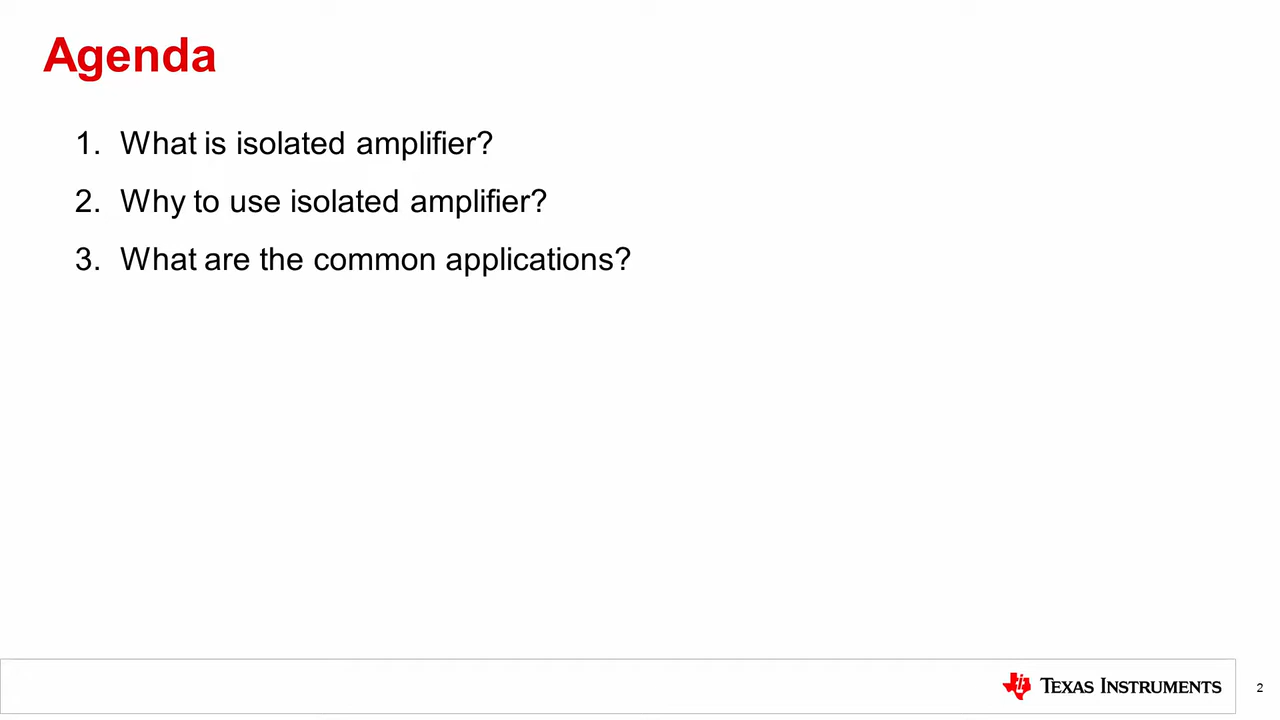 Agenda
1. What is isolated amplifier?
2. Why to use isolated amplifier?
3. What are the common applications?
TEXAS INSTRUMENTS
2